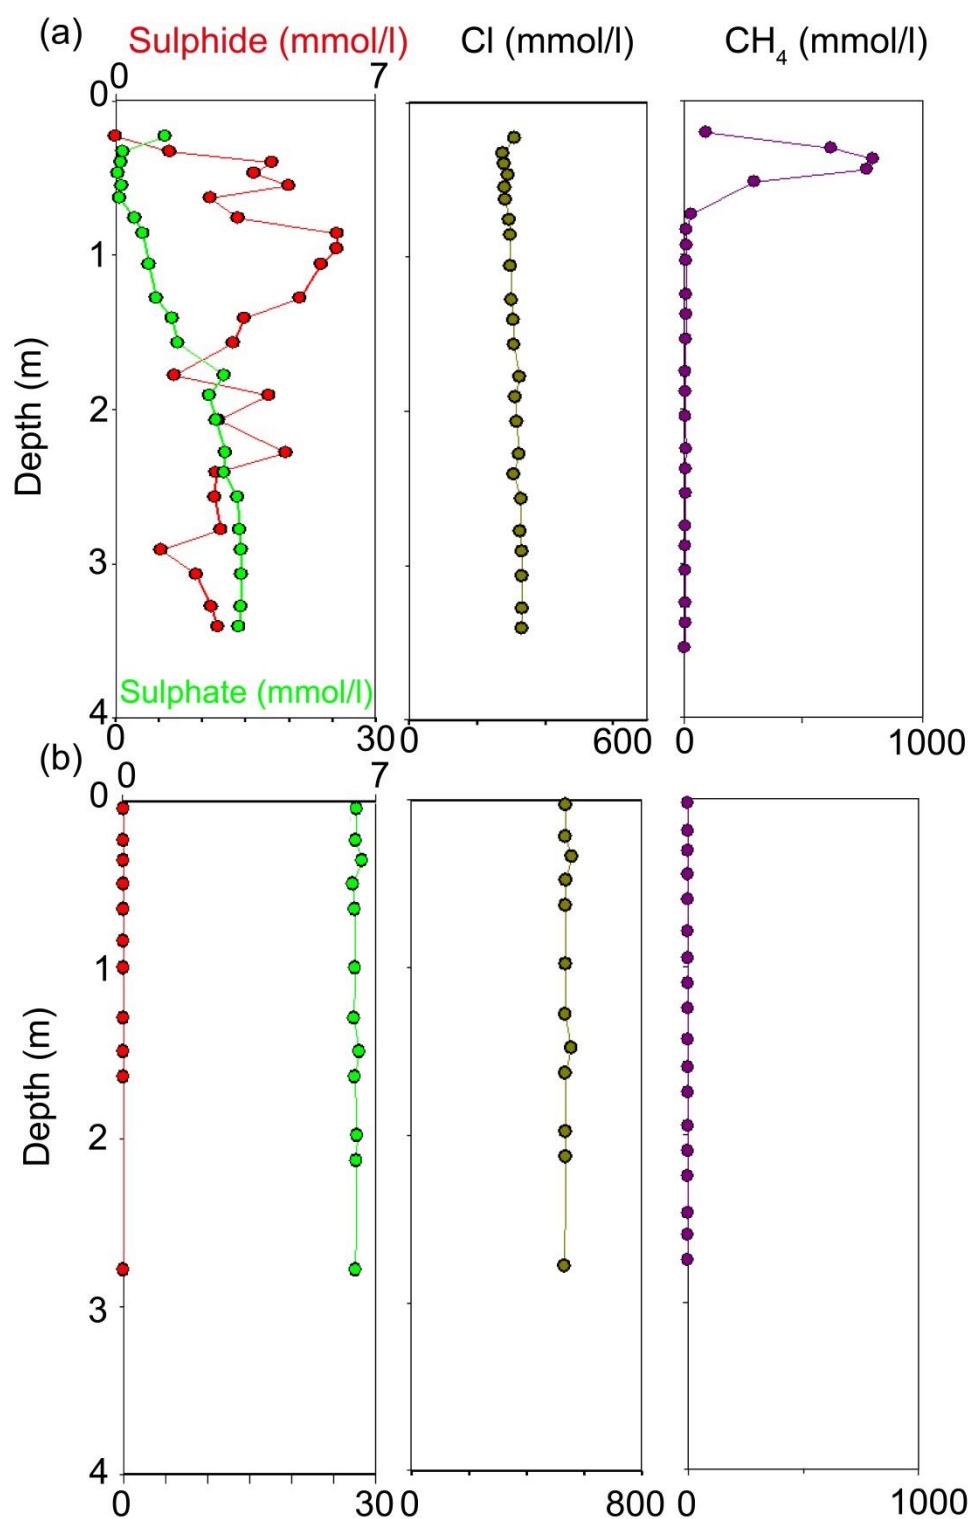 (a) Sulphide (mmol/l) Cl (mmol/l) CH₄ (mmol/l)
0 7
0
1
2
3
4
Depth (m)
Sulphate (mmol/l)
0 30 0 600 0 1000
(b)
0 7
0
1
2
3
4
Depth (m)
0 30 0 800 0 1000